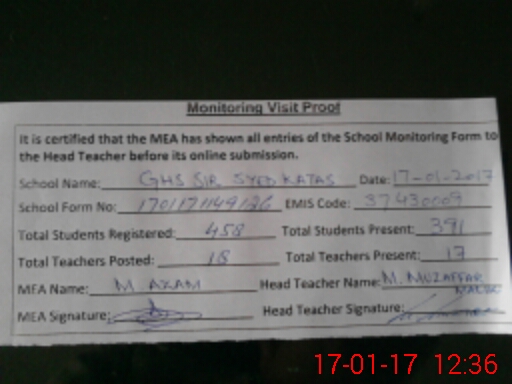 Monitoring Visit Proof
It is certified that the MEA has shown all entries of the School Monitoring Form to
the Head Teacher before its online submission.
School Name: GHS SIR SYED KATAS Date: 17-01-2017
School Form No: EMIS Code: 37430009
Total Students Registered: 458 Total Students Present: 391
Total Teachers Posted: 18 Total Teachers Present: 17
MEA Name: M. AZAM Head Teacher Name: M. MUZAFFAR
MEA Signature: Head Teacher Signature:
17-01-17 12:36